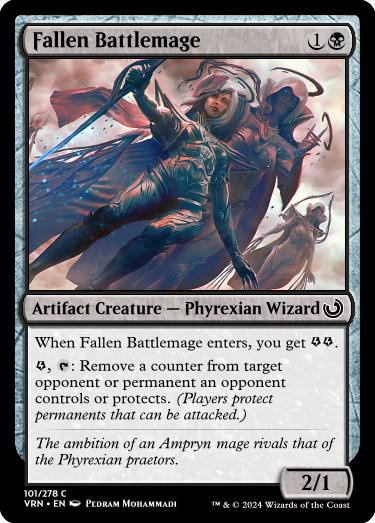 Fallen Battlemage 1
Artifact Creature — Phyrexian Wizard
When Fallen Battlemage enters, you get .
, : Remove a counter from target
opponent or permanent an opponent
controls or protects. (Players protect
permanents that can be attacked.)
The ambition of an Ampryn mage rivals that of
the Phyrexian praetors.
2/1
101/278 C
VRN • EN Pedram Mohammadi
™ & © 2024 Wizards of the Coast